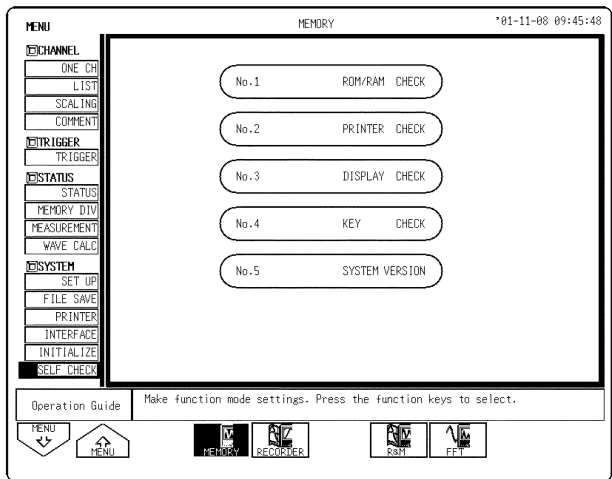 MENU
MEMORY
'01-11-08 09:45:48
CHANNEL
ONE CH
LIST
SCALING
COMMENT
TRIGGER
TRIGGER
STATUS
STATUS
MEMORY DIV
MEASUREMENT
WAVE CALC
SYSTEM
SET UP
FILE SAVE
PRINTER
INTERFACE
INITIALIZE
SELF CHECK
No.1 ROM/RAM CHECK
No.2 PRINTER CHECK
No.3 DISPLAY CHECK
No.4 KEY CHECK
No.5 SYSTEM VERSION
Operation Guide
Make function mode settings. Press the function keys to select.
MENU
MENU
MEMORY
RECORDER
R&M
FFT